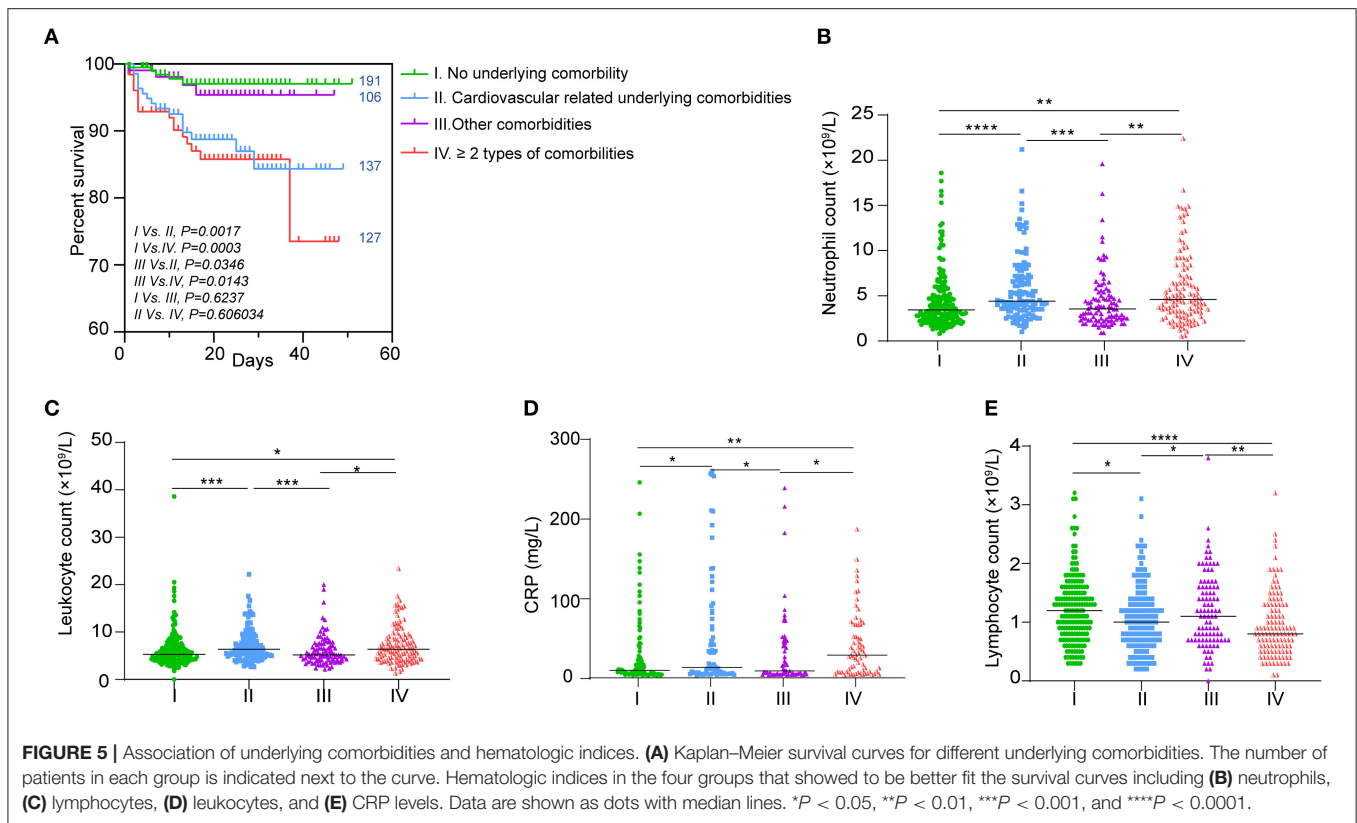 A
Percent survival
100
90
80
70
60
0
20
40
60
Days
191
106
137
127
I Vs. II, P=0.0017
I Vs.IV. P=0.0003
III Vs.II, P=0.0346
III Vs.IV, P=0.0143
I Vs. III, P=0.6237
II Vs. IV, P=0.606034
I. No underlying comorbility
II. Cardiovascular related underlying comorbidities
III.Other comorbidities
IV. ≥ 2 types of comorbilities
B
Neutrophil count (×10⁹/L)
25
20
15
10
5
0
**
**** *** **
I II III IV
C
Leukocyte count (×10⁹/L)
50
40
30
20
10
0
*
*** *** *
I II III IV
D
CRP (mg/L)
300
200
100
0
**
* * *
I II III IV
E
Lymphocyte count (×10⁹/L)
4
3
2
1
0
****
* * **
I II III IV
FIGURE 5 | Association of underlying comorbidities and hematologic indices. (A) Kaplan–Meier survival curves for different underlying comorbidities. The number of
patients in each group is indicated next to the curve. Hematologic indices in the four groups that showed to be better fit the survival curves including (B) neutrophils,
(C) lymphocytes, (D) leukocytes, and (E) CRP levels. Data are shown as dots with median lines. *P < 0.05, **P < 0.01, ***P < 0.001, and ****P < 0.0001.